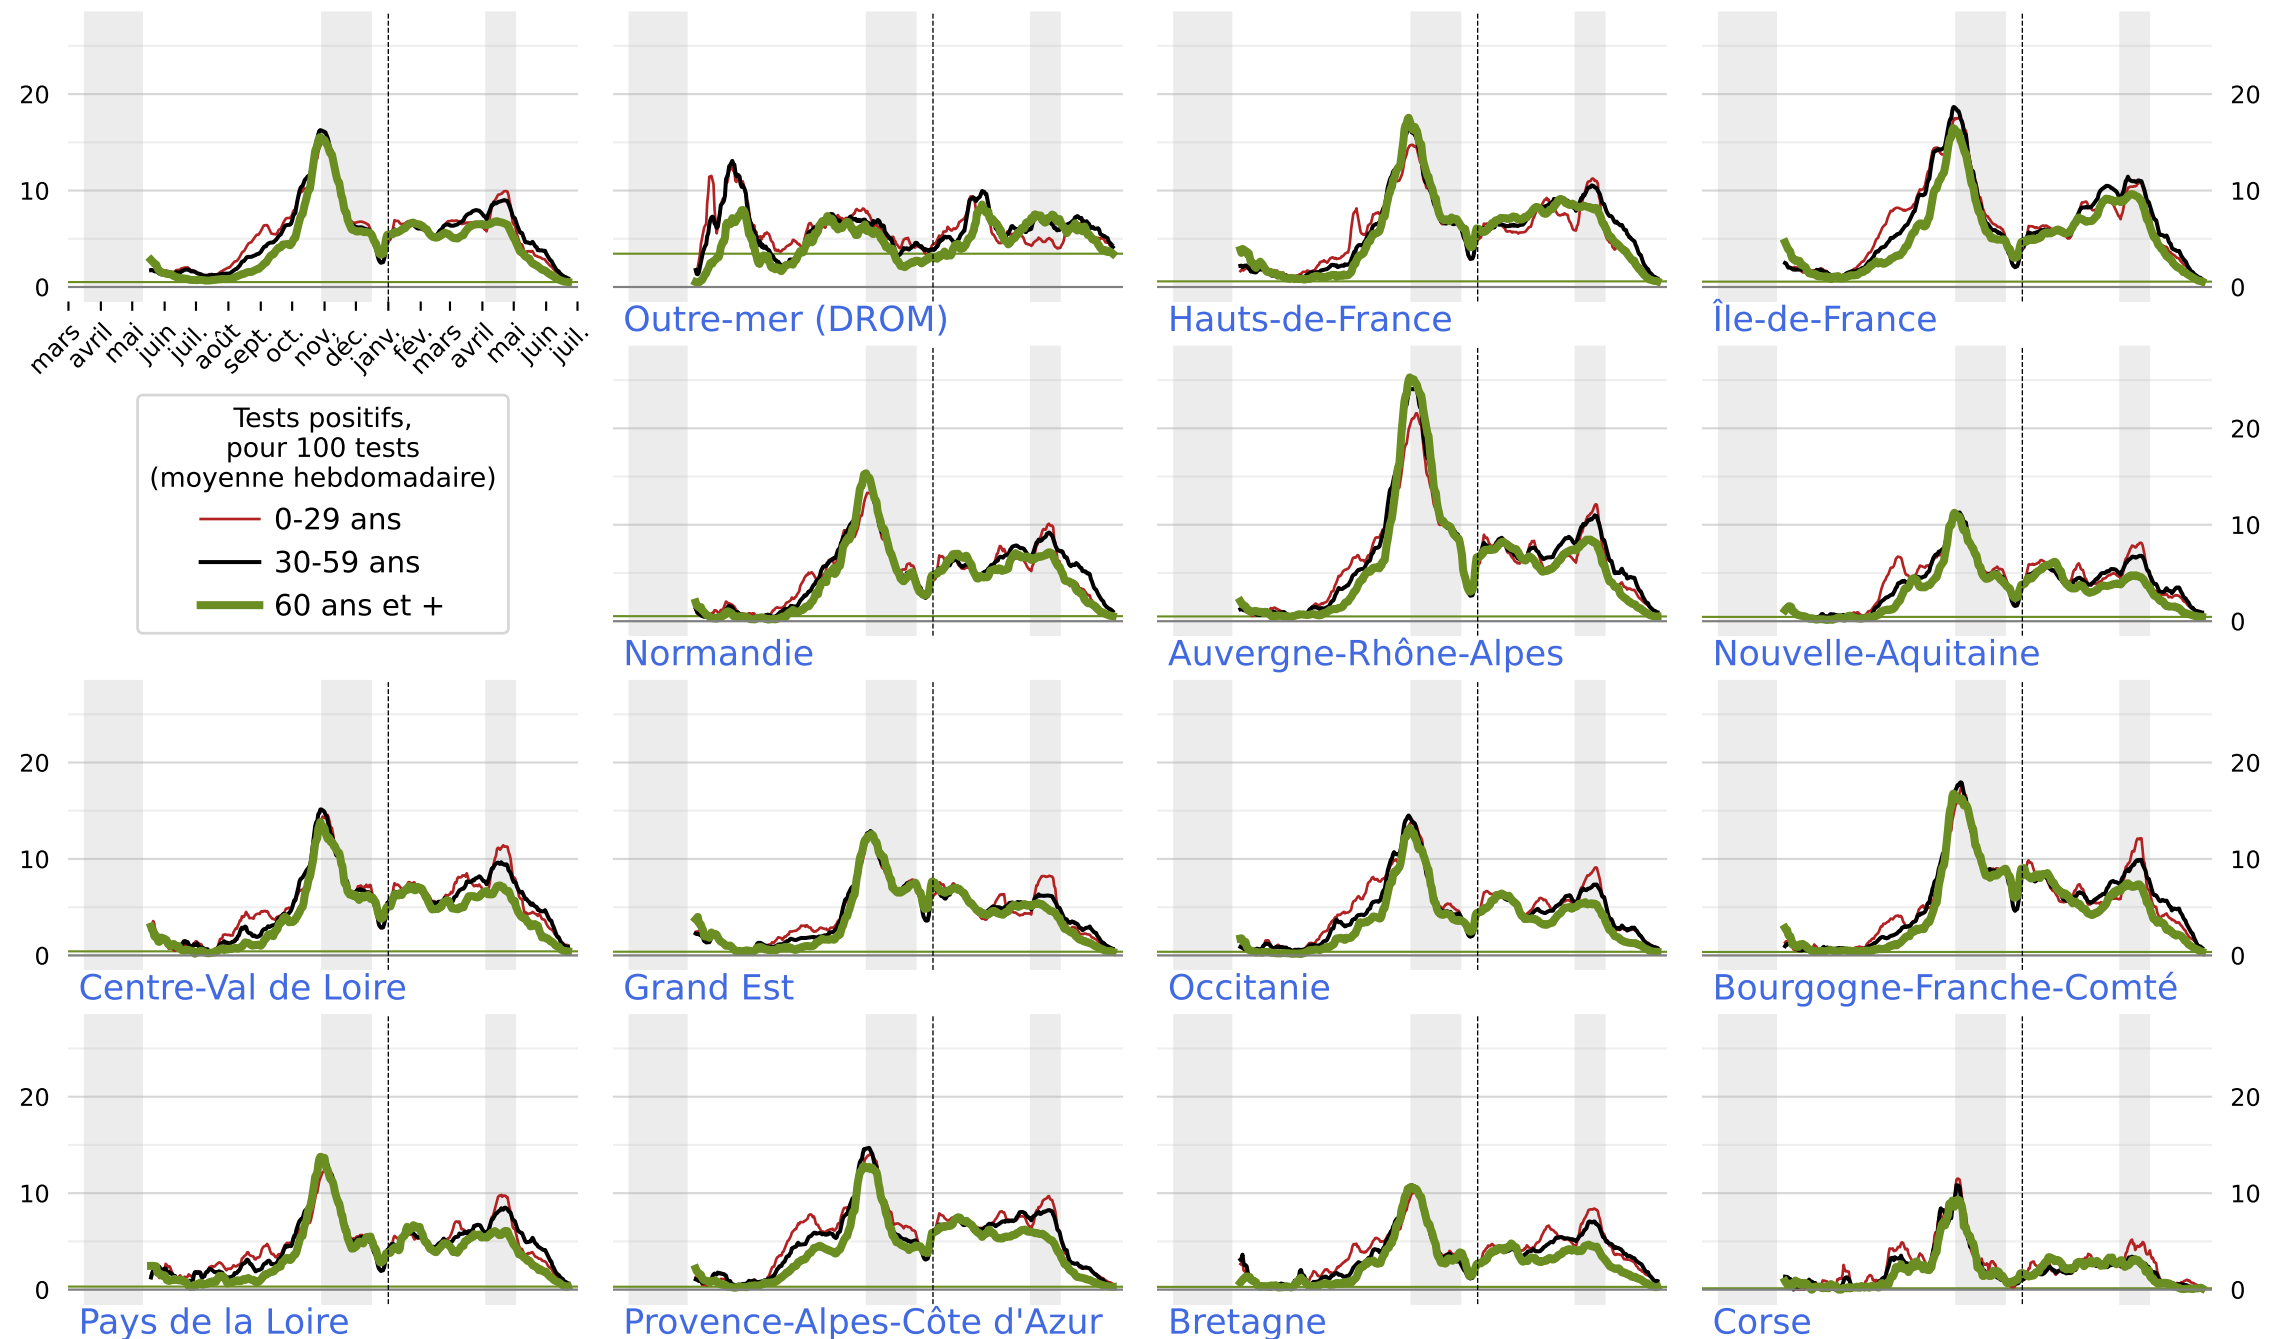 20
10
0
mars
avril
mai
juin
juil.
août
sept.
oct.
nov.
déc.
janv.
fév.
mars
avril
mai
juin
juil.
20
10
0
Outre-mer (DROM)
Hauts-de-France
Île-de-France
Tests positifs,
pour 100 tests
(moyenne hebdomadaire)
0-29 ans
30-59 ans
60 ans et +
20
10
0
Normandie
Auvergne-Rhône-Alpes
Nouvelle-Aquitaine
20
10
0
20
10
0
Centre-Val de Loire
Grand Est
Occitanie
Bourgogne-Franche-Comté
20
10
0
20
10
0
Pays de la Loire
Provence-Alpes-Côte d'Azur
Bretagne
Corse